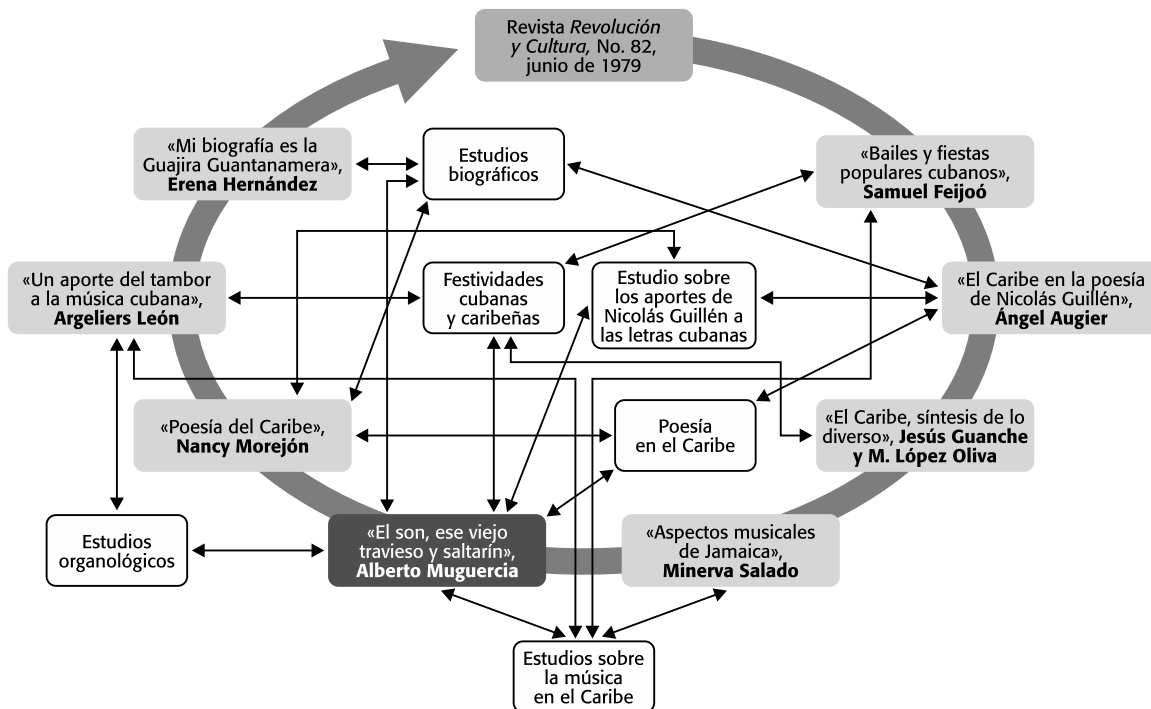 Revista Revolución
y Cultura, No. 82,
junio de 1979
«Mi biografía es la
Guajira Guantanamera»,
Erena Hernández
Estudios
biográficos
«Bailes y fiestas
populares cubanos»,
Samuel Feijoó
«Un aporte del tambor
a la música cubana»,
Argeliers León
Festividades
cubanas
y caribeñas
Estudio sobre
los aportes de
Nicolás Guillén a
las letras cubanas
«El Caribe en la poesía
de Nicolás Guillén»,
Ángel Augier
«Poesía del Caribe»,
Nancy Morejón
Poesía
en el Caribe
«El Caribe, síntesis de lo
diverso», Jesús Guanche
y M. López Oliva
Estudios
organológicos
«El son, ese viejo
travieso y saltarín»,
Alberto Muguercia
«Aspectos musicales
de Jamaica»,
Minerva Salado
Estudios sobre
la música
en el Caribe